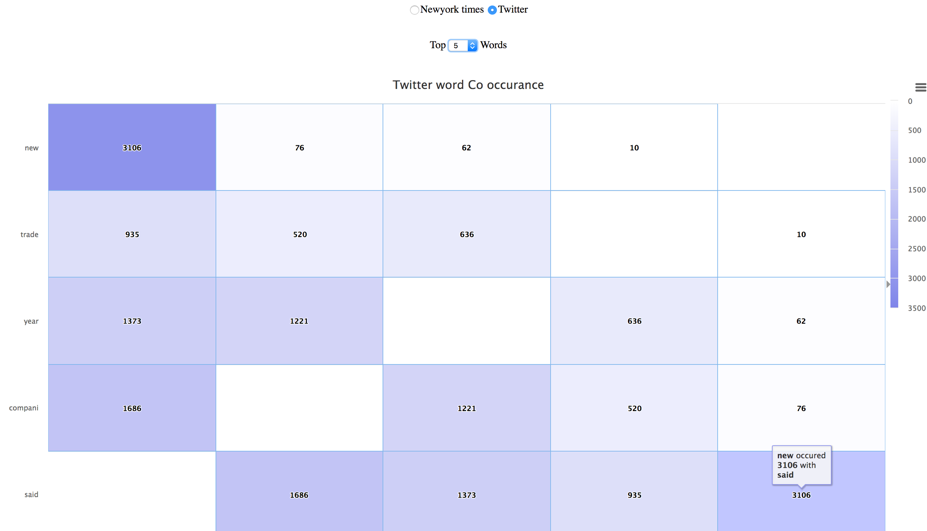 Newyork times Twitter
Top 5 Words
Twitter word Co occurance
0
500
1000
1500
2000
2500
3000
3500
new 3106 76 62 10
trade 935 520 636 10
year 1373 1221 636 62
compani 1686 1221 520 76
new occured
3106 with
said
said 1686 1373 935 3106